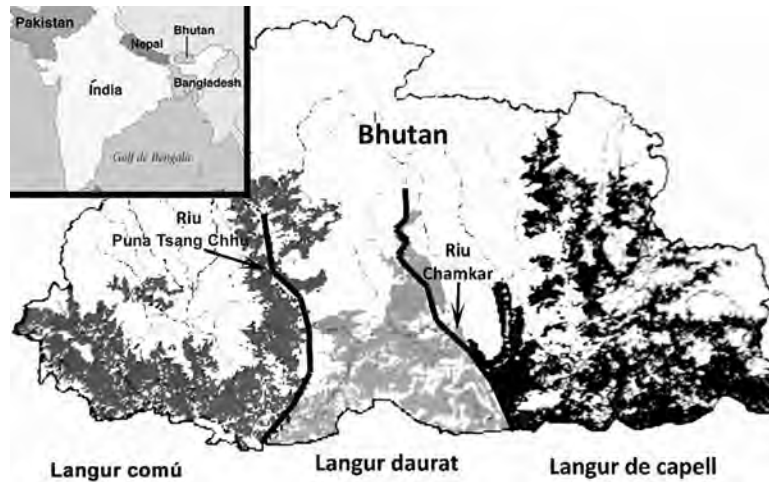 Pakistan
Nepal
Bhutan
Índia
Bangladesh
Golf de Bengala
Bhutan
Riu
Puna Tsang Chhu
Riu
Chamkar
Langur comú
Langur daurat
Langur de capell